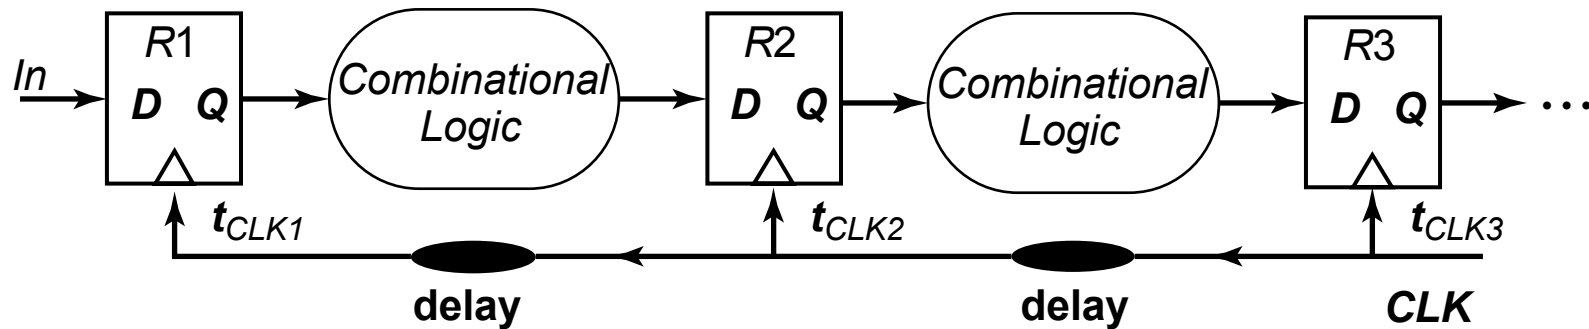 In
R1
D Q
Combinational
Logic
R2
D Q
Combinational
Logic
R3
D Q
...
tCLK1
tCLK2
tCLK3
delay
delay
CLK